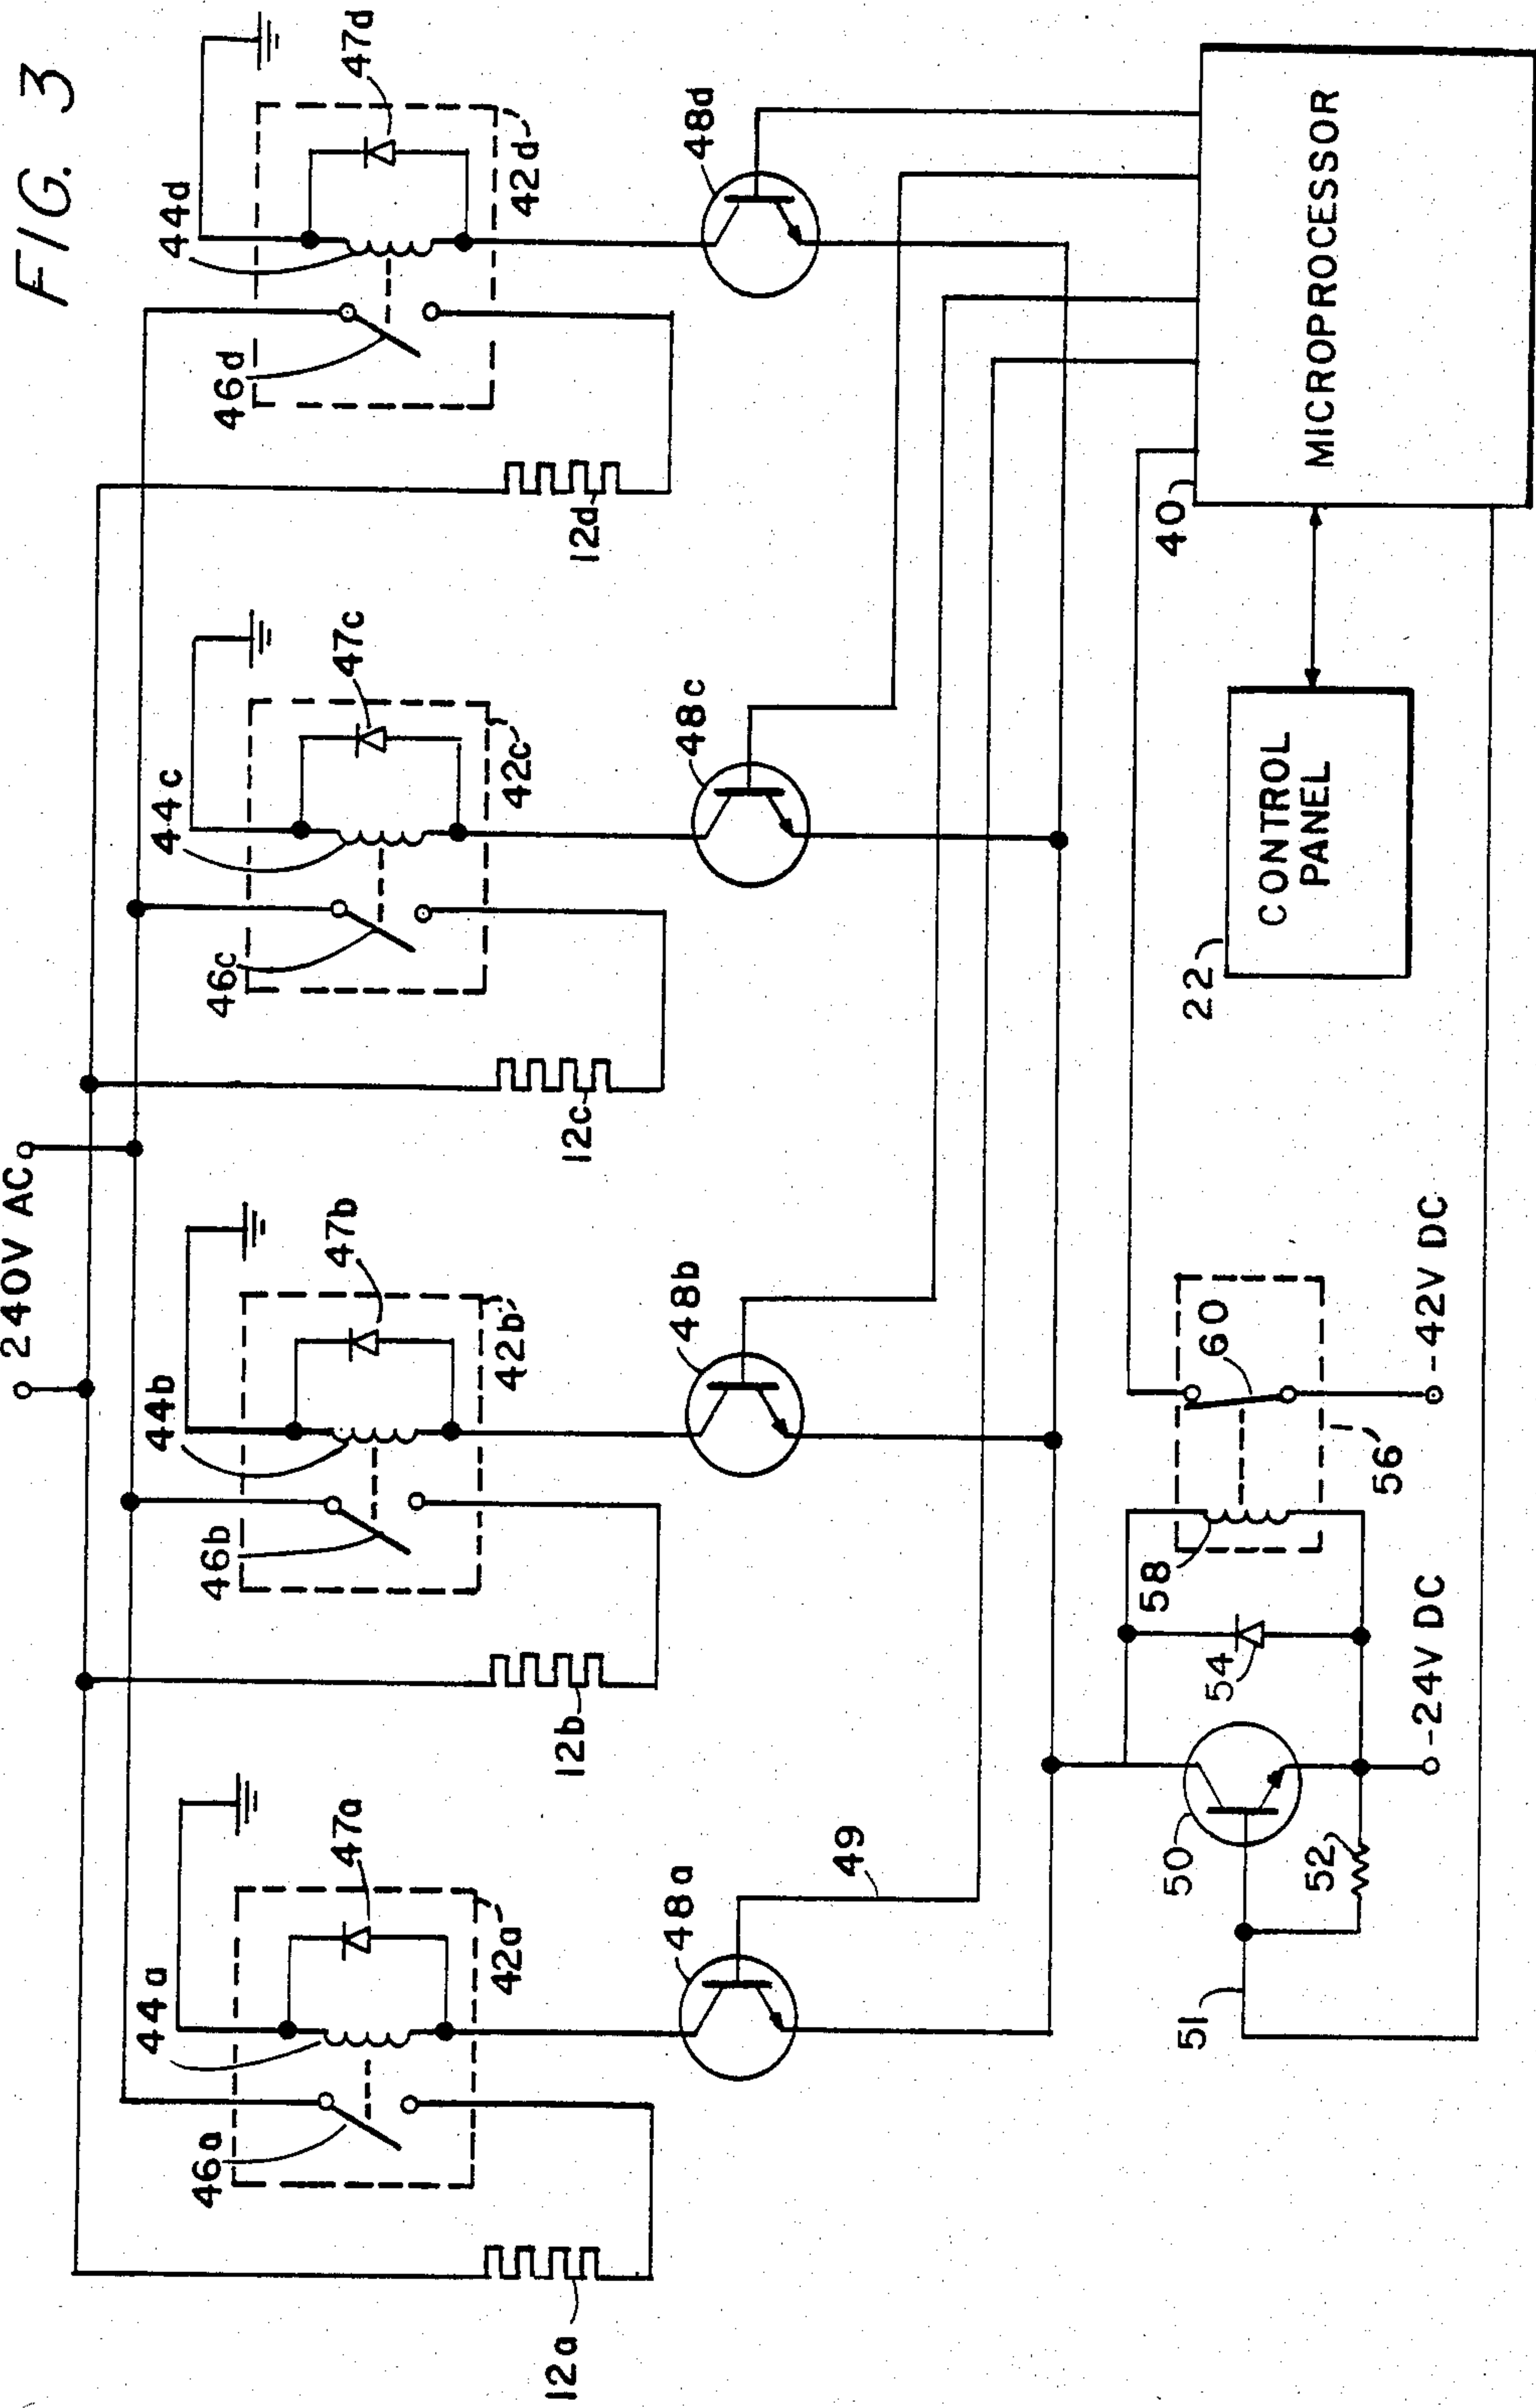 FIG. 3
240V AC
44a
44b
44c
44d
46a
46b
46c
46d
47a
47b
47c
47d
42a
42b
42c
42d
12a
12b
12c
12d
48a
48b
48c
48d
49
50
51
52
54
58
60
56
-24V DC
-42V DC
22
CONTROL
PANEL
40
MICROPROCESSOR